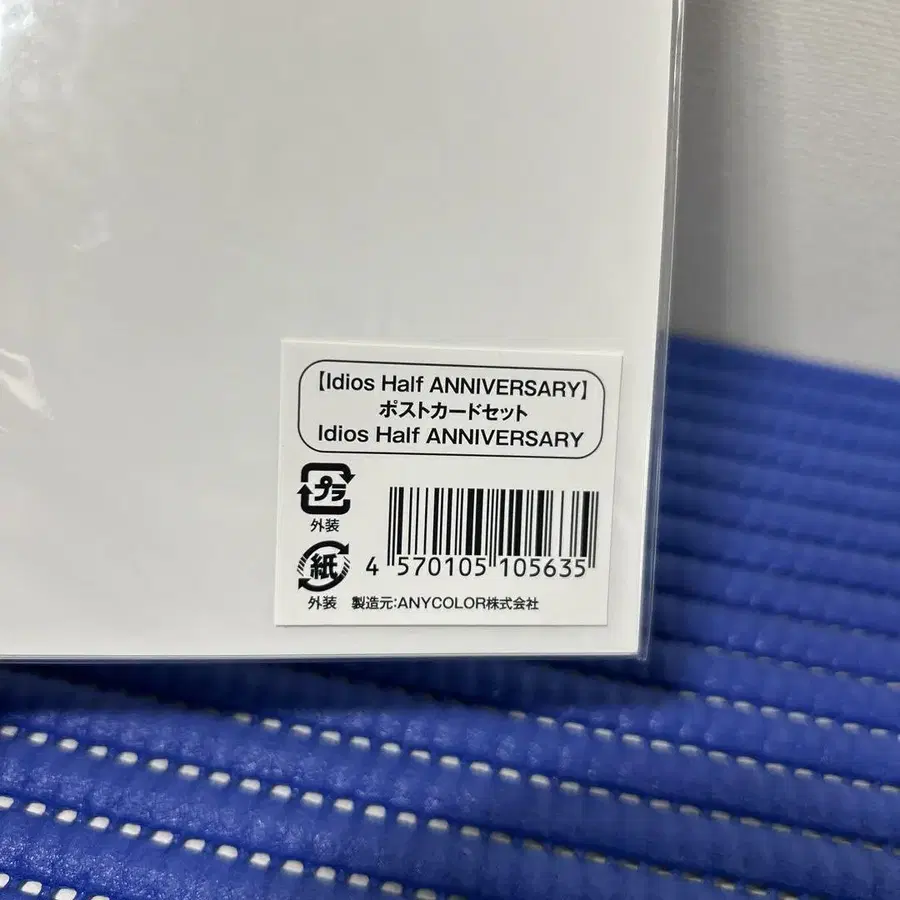 【Idios Half ANNIVERSARY】
ポストカードセット
Idios Half ANNIVERSARY
プラ
外装
紙
外装
4 570105 105635
製造元:ANYCOLOR株式会社